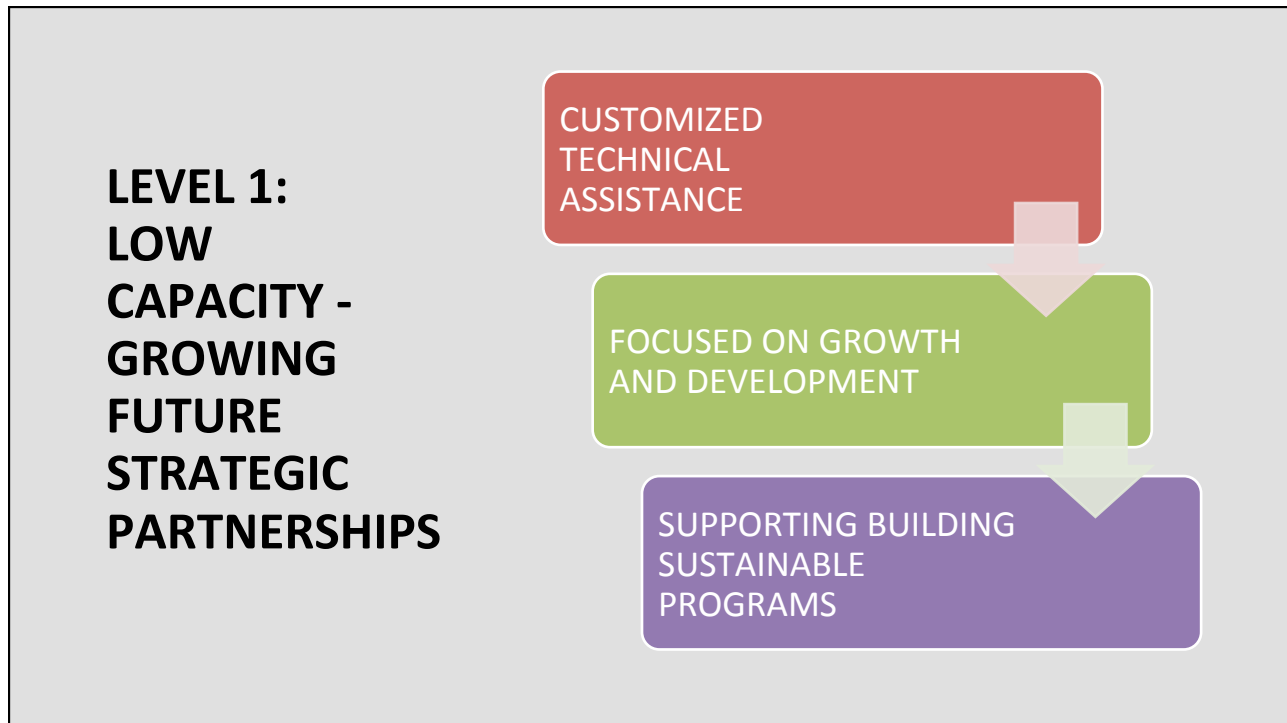 LEVEL 1:
LOW
CAPACITY -
GROWING
FUTURE
STRATEGIC
PARTNERSHIPS
CUSTOMIZED
TECHNICAL
ASSISTANCE
FOCUSED ON GROWTH
AND DEVELOPMENT
SUPPORTING BUILDING
SUSTAINABLE
PROGRAMS